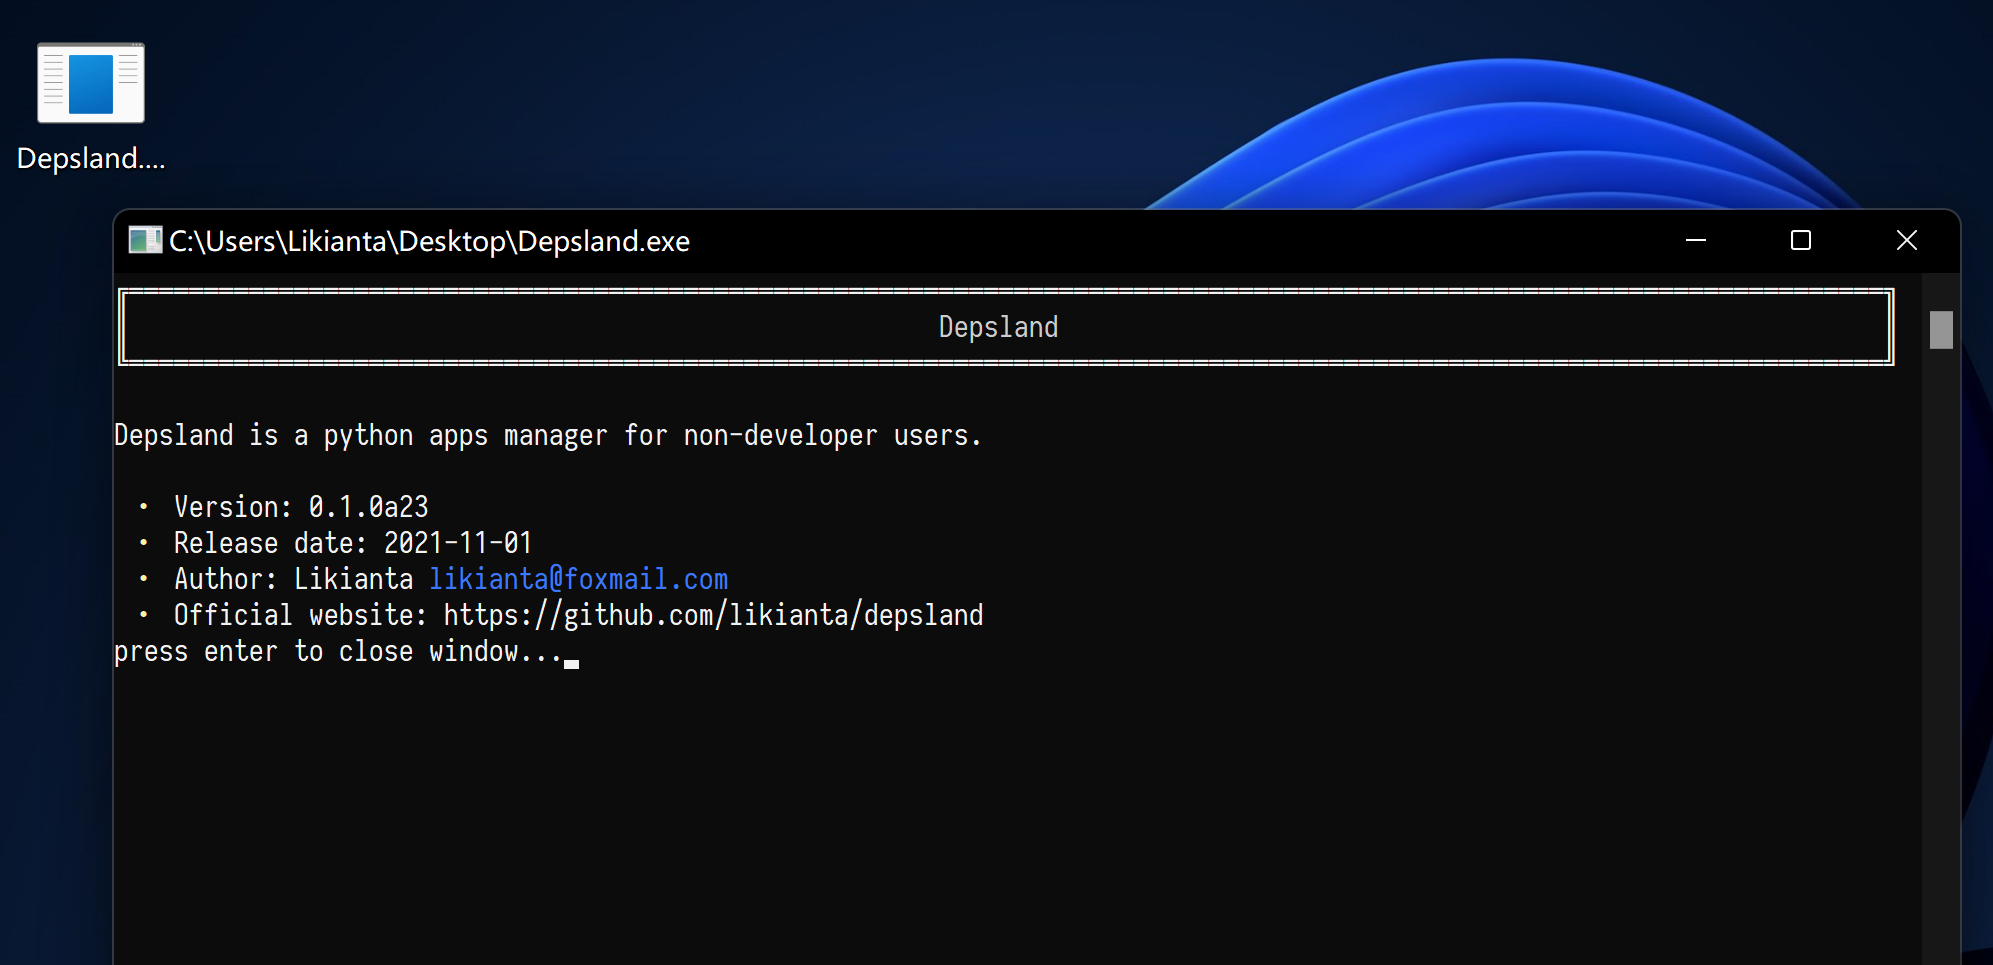 Depsland....
C:\Users\Likianta\Desktop\Depsland.exe
Depsland
Depsland is a python apps manager for non-developer users.
• Version: 0.1.0a23
• Release date: 2021-11-01
• Author: Likianta likianta@foxmail.com
• Official website: https://github.com/likianta/depsland
press enter to close window...